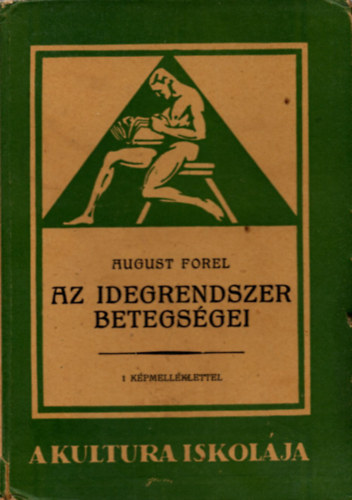 AUGUST FOREL
AZ IDEGRENDSZER
BETEGSÉGEI
1 KÉPMELLÉKLETTEL
A KULTURA ISKOLÁJA